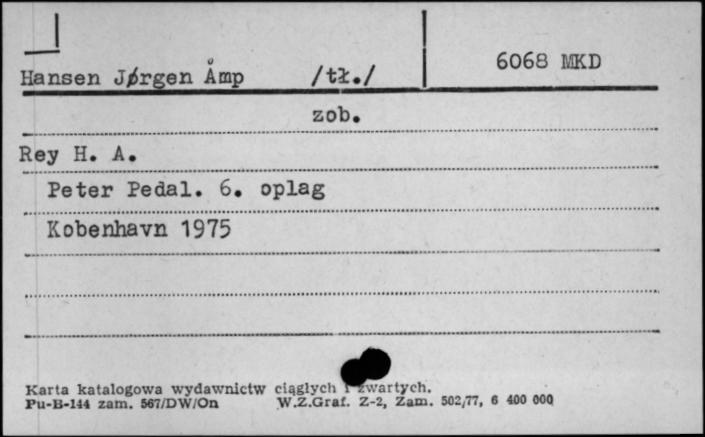 Hansen Jørgen Åmp /tł./ 6068 MKD
zob.
Rey H. A.
Peter Pedal. 6. oplag
Kobenhavn 1975
Karta katalogowa wydawnictw ciągłych i zwartych.
Pu-B-144 zam. 567/DW/On W.Z.Graf. Z-2, Zam. 502/77, 6 400 000